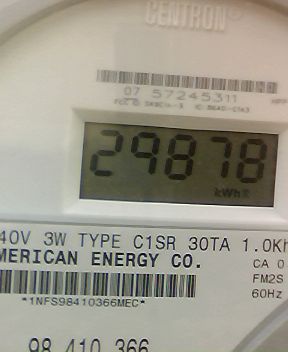 CENTRON®
07 57245311
29878
kWh
40V 3W TYPE C1SR 30TA 1.0Kh
MERICAN ENERGY CO.
CA 0
FM2S
60Hz
*1NFS98410366MEC*
98 410 366